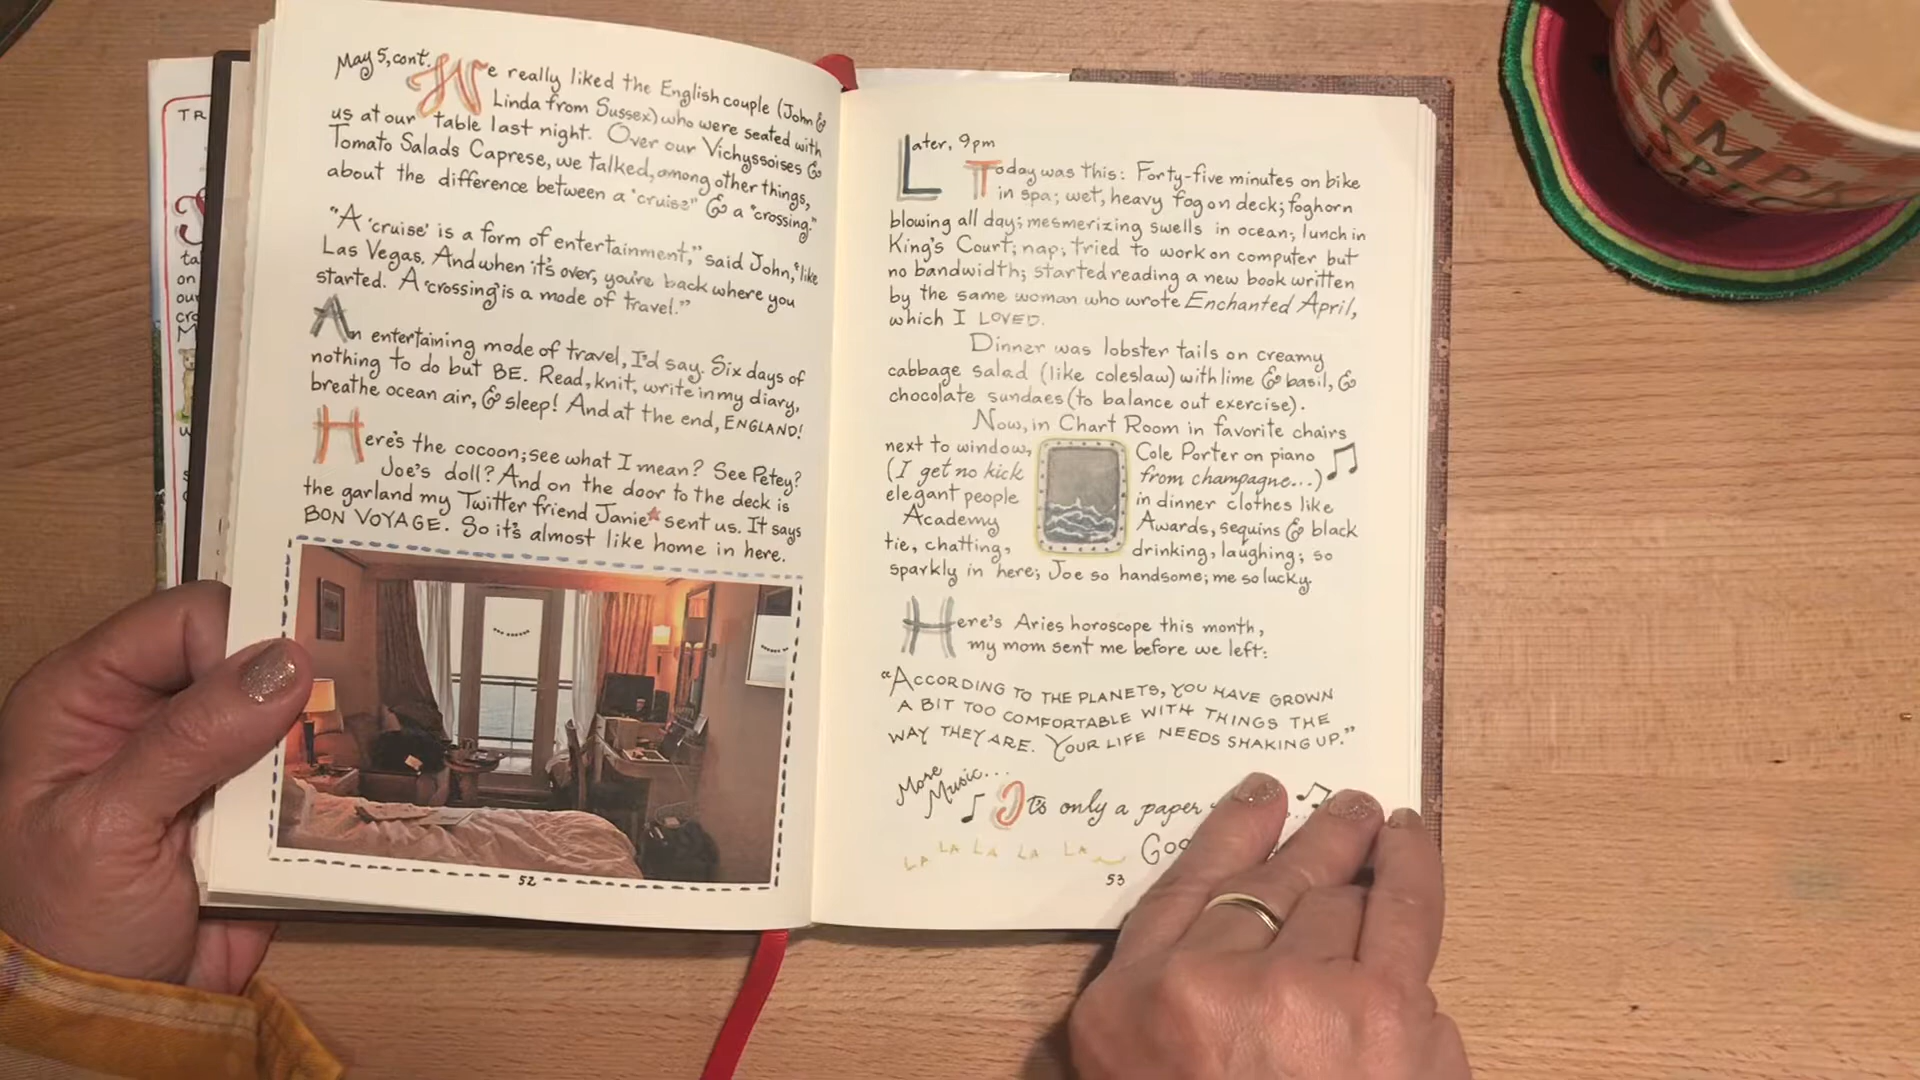 May 5, cont.
We really liked the English couple (John &
Linda from Sussex) who were seated with
us at our table last night. Over our Vichyssoises &
Tomato Salads Caprese, we talked, among other things,
about the difference between a "cruise" & a "crossing."
"A 'cruise' is a form of entertainment," said John, "like
Las Vegas. And when it's over, you're back where you
started. A 'crossing' is a mode of travel."
An entertaining mode of travel, I'd say. Six days of
nothing to do but BE. Read, knit, write in my diary,
breathe ocean air, & sleep! And at the end, ENGLAND!
Here's the cocoon; see what I mean? See Petey?
Joe's doll? And on the door to the deck is
the garland my Twitter friend Janie sent us. It says
BON VOYAGE. So it's almost like home in here.
52
Later, 9pm
Today was this: Forty-five minutes on bike
in spa; wet, heavy fog on deck; foghorn
blowing all day; mesmerizing swells in ocean; lunch in
King's Court; nap; tried to work on computer but
no bandwidth; started reading a new book written
by the same woman who wrote Enchanted April,
which I LOVED.
Dinner was lobster tails on creamy
cabbage salad (like coleslaw) with lime & basil, &
chocolate sundaes (to balance out exercise).
Now, in Chart Room in favorite chairs
next to window, Cole Porter on piano
(I get no kick from champagne...)
elegant people in dinner clothes like
Academy Awards, sequins & black
tie, chatting, drinking, laughing; so
sparkly in here; Joe so handsome; me so lucky.
Here's Aries horoscope this month,
my mom sent me before we left:
"ACCORDING TO THE PLANETS, YOU HAVE GROWN
A BIT TOO COMFORTABLE WITH THINGS THE
WAY THEY ARE. YOUR LIFE NEEDS SHAKING UP."
More
Music...
It's only a paper
LA LA LA LA LA
53
TR
PUMPK